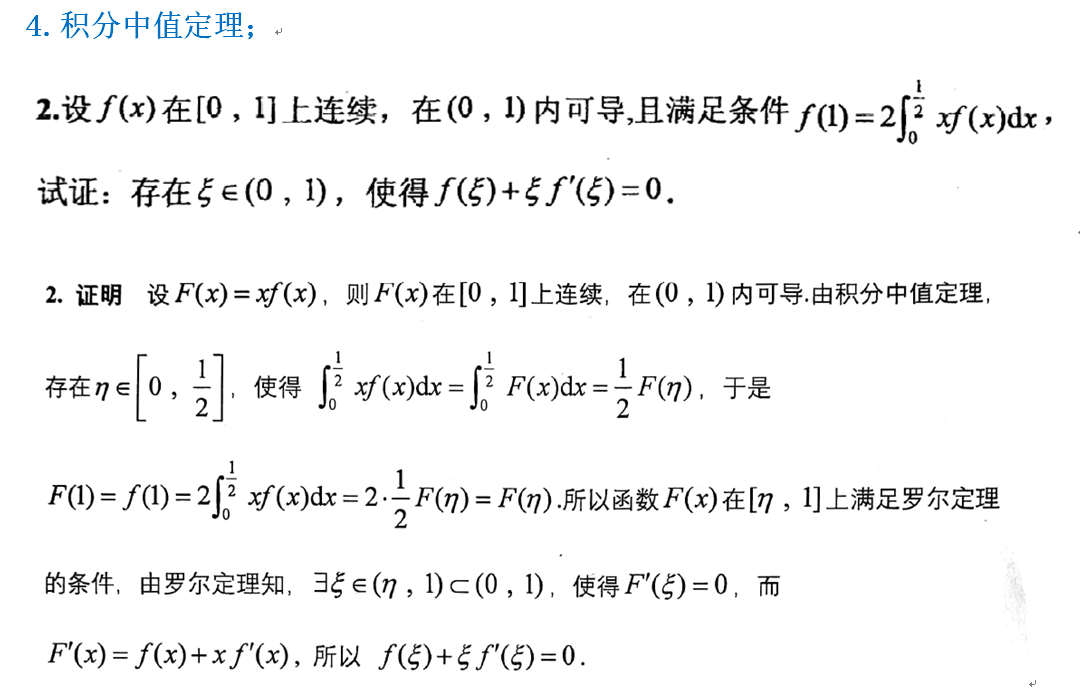 4. 积分中值定理；
2.设 f(x) 在[0，1]上连续，在(0，1)内可导,且满足条件 f(1)=2∫₀^{1/2} xf(x)dx，
试证：存在 ξ∈(0，1)，使得 f(ξ)+ξ f′(ξ)=0．
2. 证明 设 F(x)=xf(x)，则 F(x) 在[0，1]上连续，在(0，1)内可导.由积分中值定理，
存在 η∈[0，1/2]，使得 ∫₀^{1/2} xf(x)dx=∫₀^{1/2} F(x)dx=1/2 F(η)，于是
F(1)=f(1)=2∫₀^{1/2} xf(x)dx=2·1/2 F(η)=F(η).所以函数 F(x) 在[η，1]上满足罗尔定理
的条件，由罗尔定理知，∃ξ∈(η，1)⊂(0，1)，使得 F′(ξ)=0，而
F′(x)=f(x)+x f′(x)，所以 f(ξ)+ξ f′(ξ)=0．